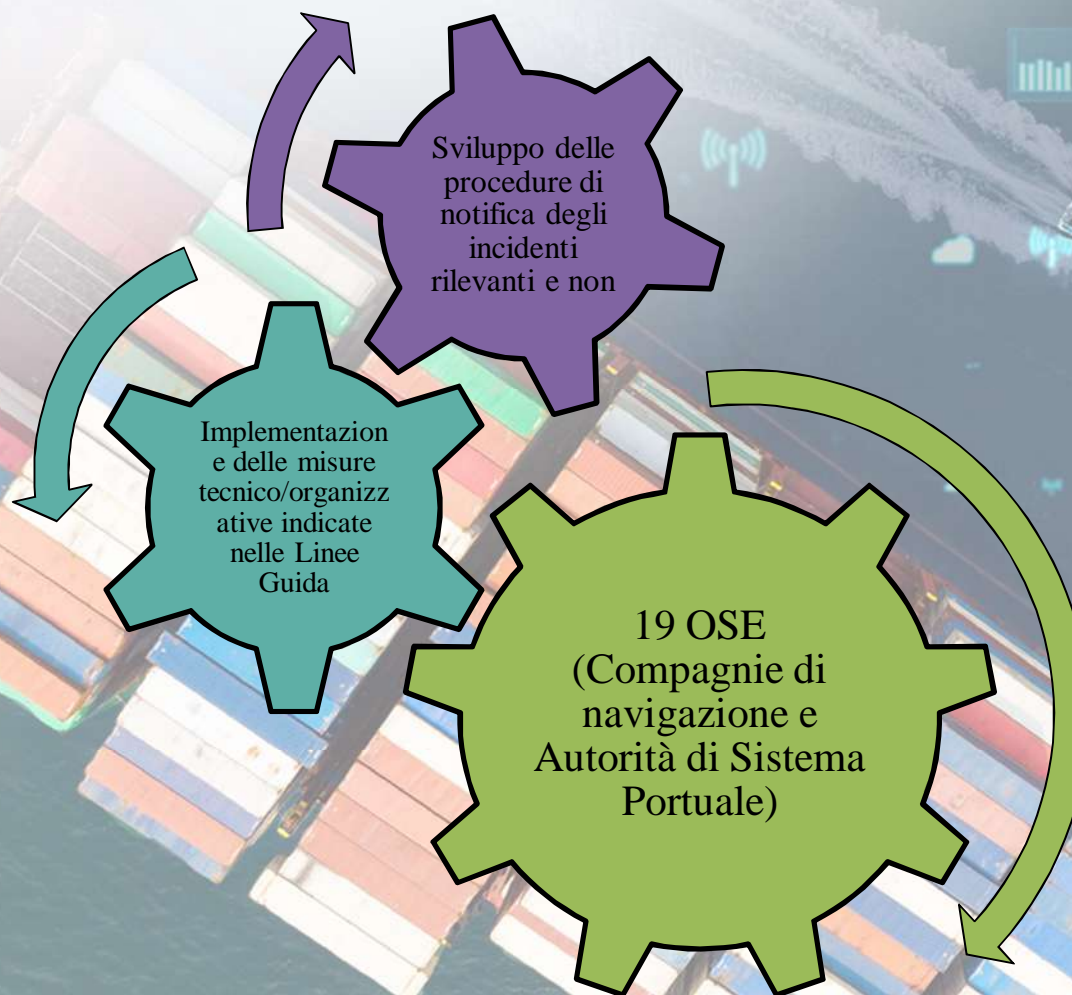 Sviluppo delle
procedure di
notifica degli
incidenti
rilevanti e non
Implementazion
e delle misure
tecnico/organizz
ative indicate
nelle Linee
Guida
19 OSE
(Compagnie di
navigazione e
Autorità di Sistema
Portuale)